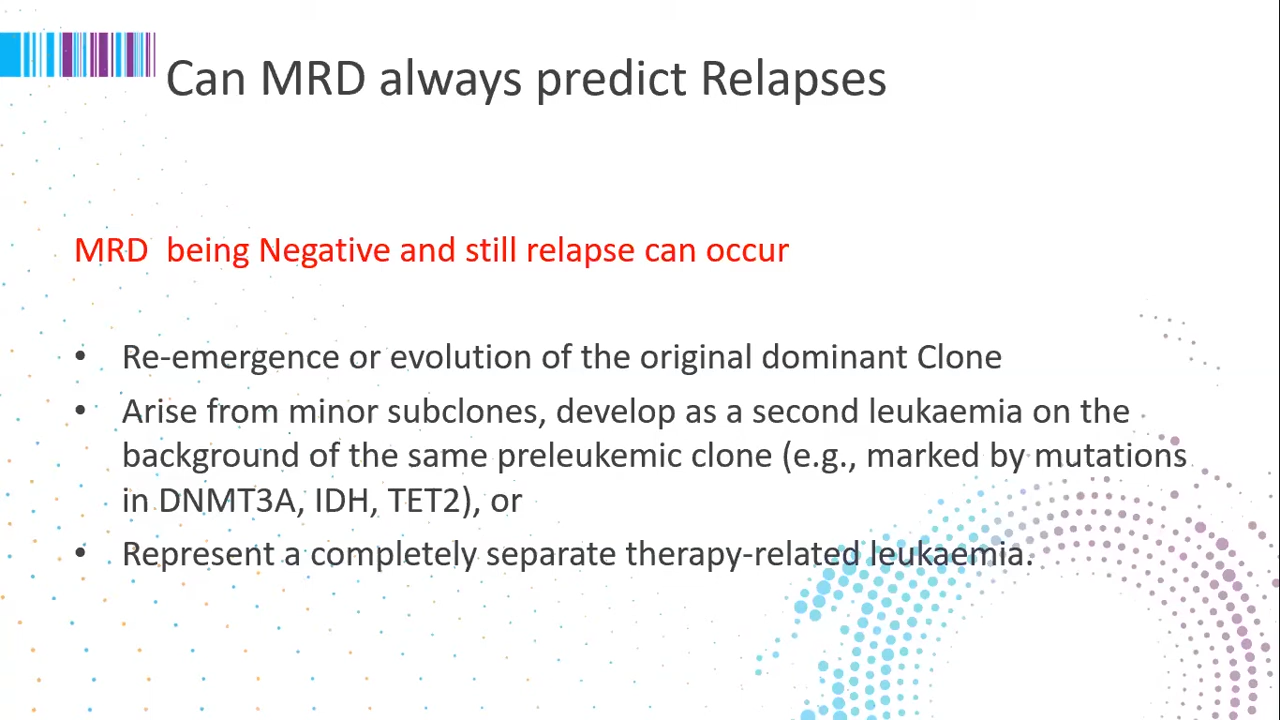 Can MRD always predict Relapses
MRD being Negative and still relapse can occur
• Re-emergence or evolution of the original dominant Clone
• Arise from minor subclones, develop as a second leukaemia on the
background of the same preleukemic clone (e.g., marked by mutations
in DNMT3A, IDH, TET2), or
• Represent a completely separate therapy-related leukaemia.